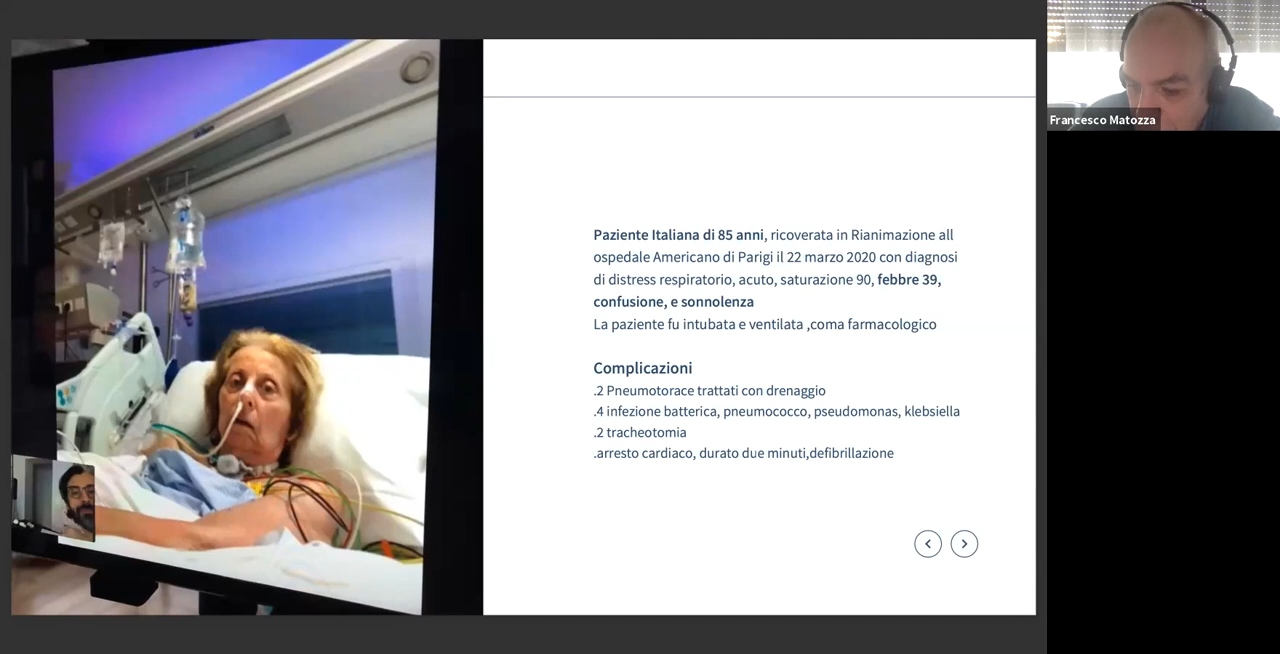 Paziente Italiana di 85 anni, ricoverata in Rianimazione all
ospedale Americano di Parigi il 22 marzo 2020 con diagnosi
di distress respiratorio, acuto, saturazione 90, febbre 39,
confusione, e sonnolenza
La paziente fu intubata e ventilata ,coma farmacologico
Complicazioni
.2 Pneumotorace trattati con drenaggio
.4 infezione batterica, pneumococco, pseudomonas, klebsiella
.2 tracheotomia
.arresto cardiaco, durato due minuti,defibrillazione
Francesco Matozza